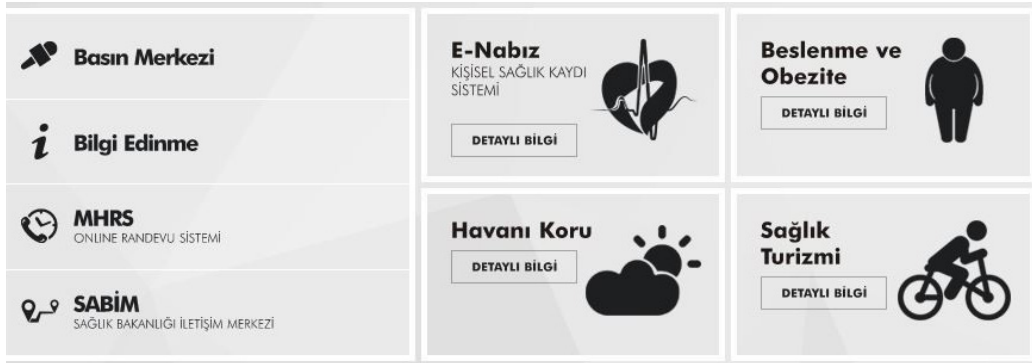 Basın Merkezi
Bilgi Edinme
MHRS
ONLINE RANDEVU SİSTEMİ
SABİM
SAĞLIK BAKANLIĞI İLETİŞİM MERKEZİ
E-Nabız
KİŞİSEL SAĞLIK KAYDI
SİSTEMİ
DETAYLI BİLGİ
Beslenme ve
Obezite
DETAYLI BİLGİ
Havanı Koru
DETAYLI BİLGİ
Sağlık
Turizmi
DETAYLI BİLGİ